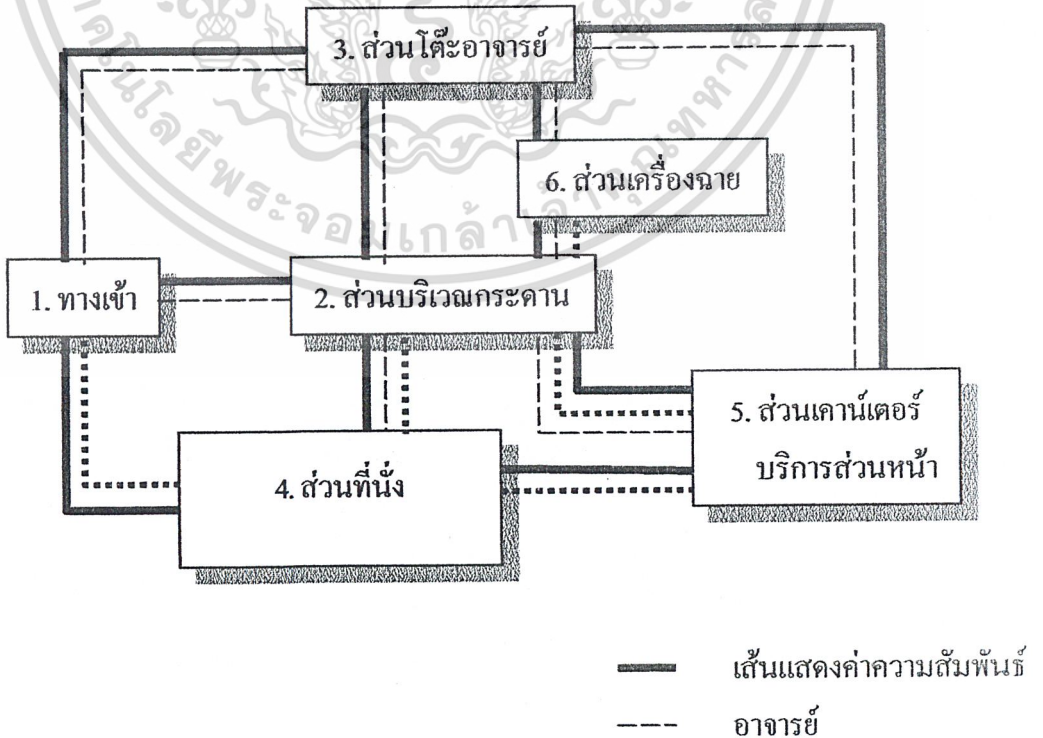 3. ส่วนโต๊ะอาจารย์
6. ส่วนเครื่องฉาย
1. ทางเข้า
2. ส่วนบริเวณกระดาน
5. ส่วนเคาน์เตอร์
บริการส่วนหน้า
4. ส่วนที่นั่ง
เส้นแสดงค่าความสัมพันธ์
อาจารย์